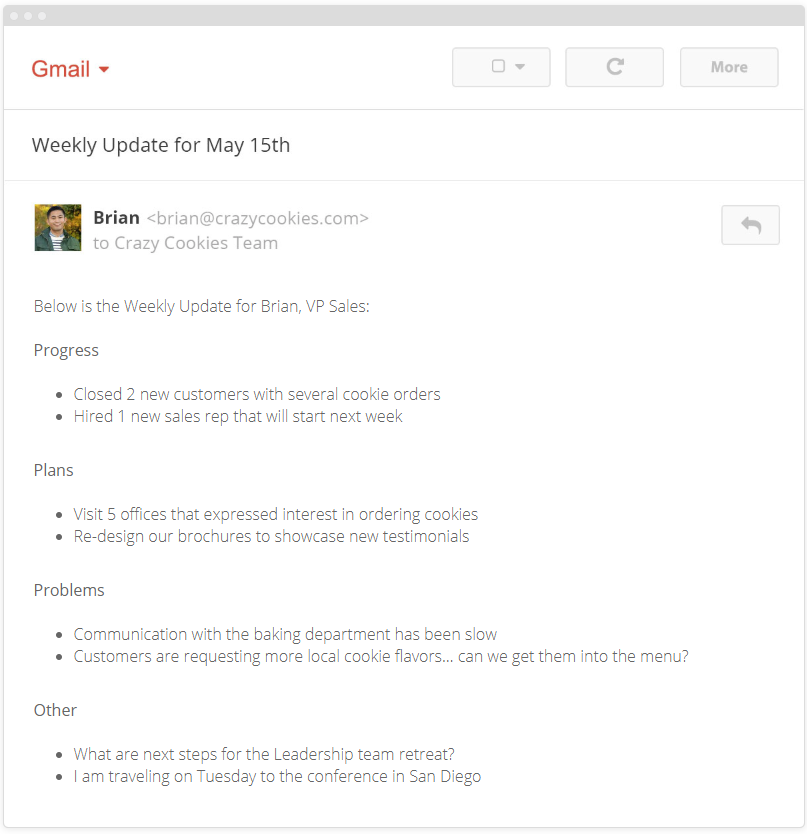 Gmail
More
Weekly Update for May 15th
Brian <brian@crazycookies.com>
to Crazy Cookies Team
Below is the Weekly Update for Brian, VP Sales:
Progress
• Closed 2 new customers with several cookie orders
• Hired 1 new sales rep that will start next week
Plans
• Visit 5 offices that expressed interest in ordering cookies
• Re-design our brochures to showcase new testimonials
Problems
• Communication with the baking department has been slow
• Customers are requesting more local cookie flavors... can we get them into the menu?
Other
• What are next steps for the Leadership team retreat?
• I am traveling on Tuesday to the conference in San Diego